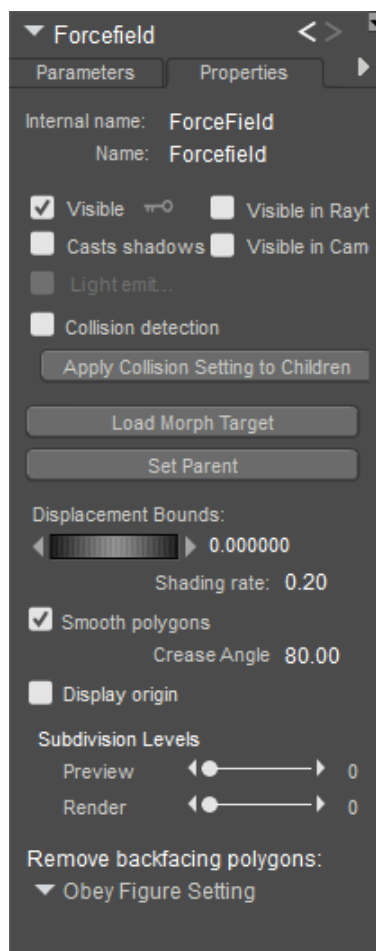 Forcefield
Parameters Properties
Internal name: ForceField
Name: Forcefield
Visible Visible in Rayt
Casts shadows Visible in Cam
Light emit...
Collision detection
Apply Collision Setting to Children
Load Morph Target
Set Parent
Displacement Bounds:
0.000000
Shading rate: 0.20
Smooth polygons
Crease Angle 80.00
Display origin
Subdivision Levels
Preview 0
Render 0
Remove backfacing polygons:
Obey Figure Setting